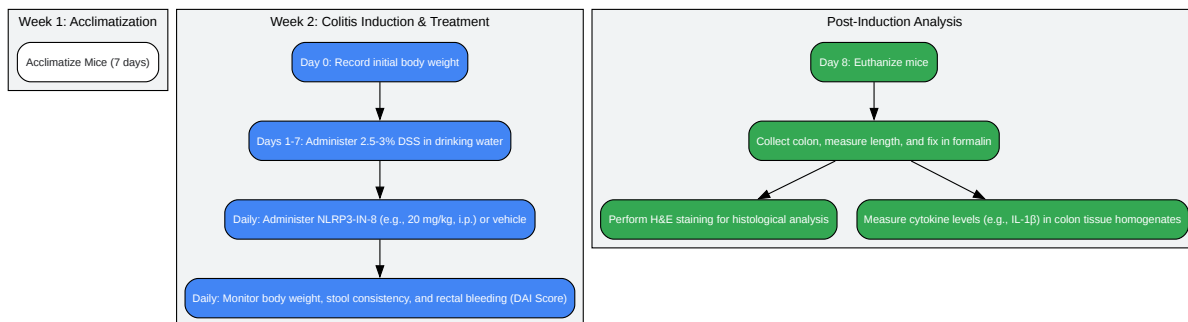 Week 1: Acclimatization
Acclimatize Mice (7 days)
Week 2: Colitis Induction & Treatment
Day 0: Record initial body weight
Days 1-7: Administer 2.5-3% DSS in drinking water
Daily: Administer NLRP3-IN-8 (e.g., 20 mg/kg, i.p.) or vehicle
Daily: Monitor body weight, stool consistency, and rectal bleeding (DAI Score)
Post-Induction Analysis
Day 8: Euthanize mice
Collect colon, measure length, and fix in formalin
Perform H&E staining for histological analysis
Measure cytokine levels (e.g., IL-1β) in colon tissue homogenates